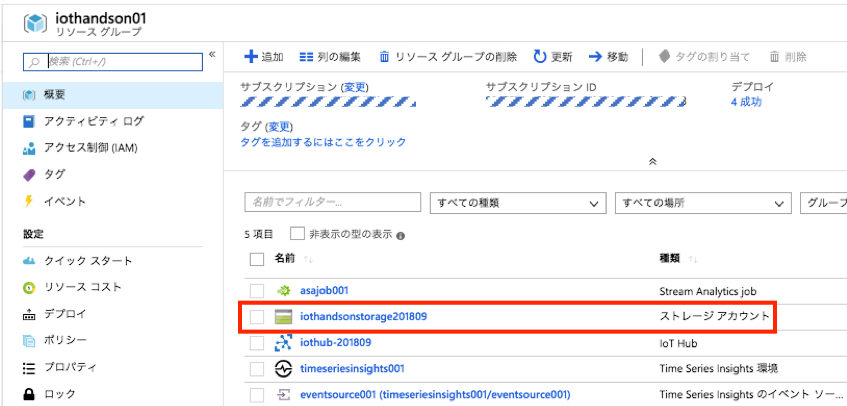 iothandson01
リソース グループ
検索 (Ctrl+/)
«
追加
列の編集
リソース グループの削除
更新
移動
タグの割り当て
削除
概要
アクティビティ ログ
アクセス制御 (IAM)
タグ
イベント
設定
クイック スタート
リソース コスト
デプロイ
ポリシー
プロパティ
ロック
サブスクリプション (変更)
サブスクリプション ID
デプロイ
4 成功
タグ (変更)
タグを追加するにはここをクリック
名前でフィルター...
すべての種類
すべての場所
グループ
5 項目
非表示の型の表示
名前 ↑↓
種類 ↑↓
asajob001
Stream Analytics job
iothandsonstorage201809
ストレージ アカウント
iothub-201809
IoT Hub
timeseriesinsights001
Time Series Insights 環境
eventsource001 (timeseriesinsights001/eventsource001)
Time Series Insights のイベント ソー...